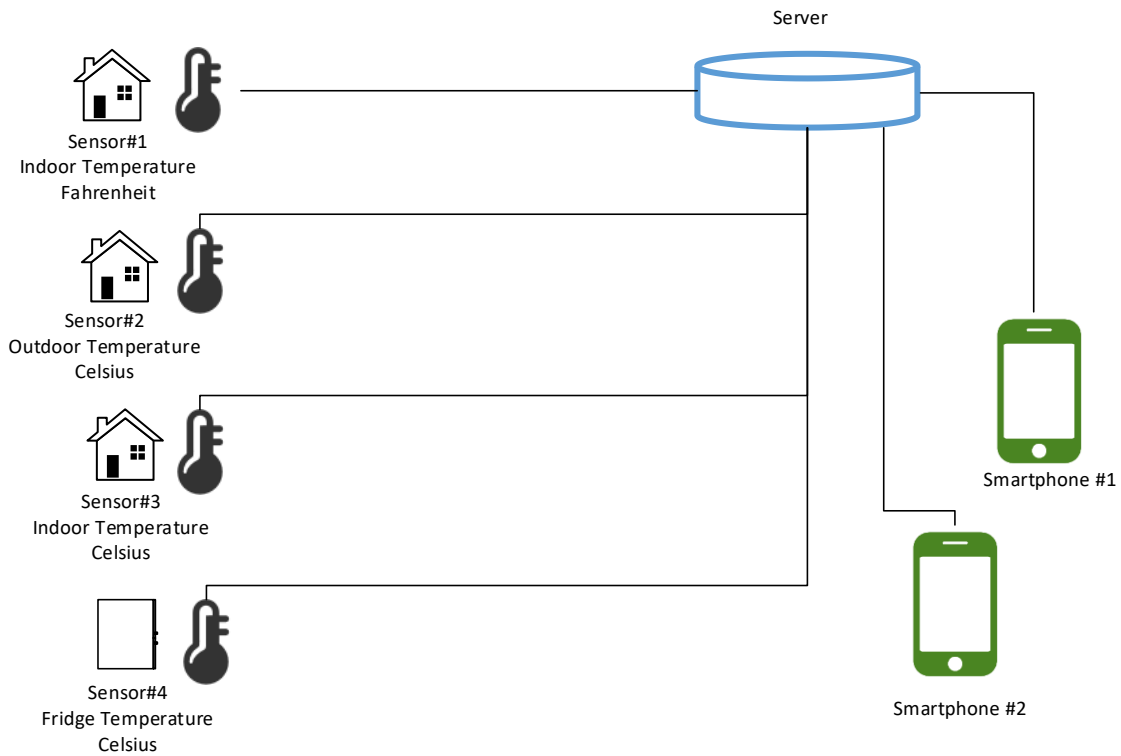 Server
Sensor#1
Indoor Temperature
Fahrenheit
Sensor#2
Outdoor Temperature
Celsius
Sensor#3
Indoor Temperature
Celsius
Sensor#4
Fridge Temperature
Celsius
Smartphone #1
Smartphone #2